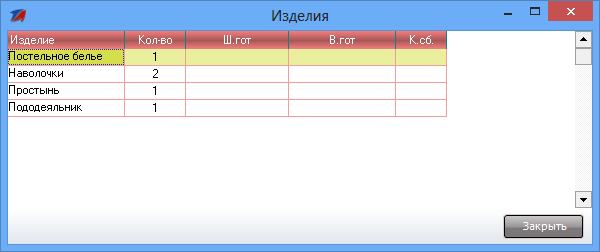 Изделия
Изделие Кол-во Ш.гот В.гот К.сб.
Постельное белье 1
Наволочки 2
Простынь 1
Пододеяльник 1
Закрыть